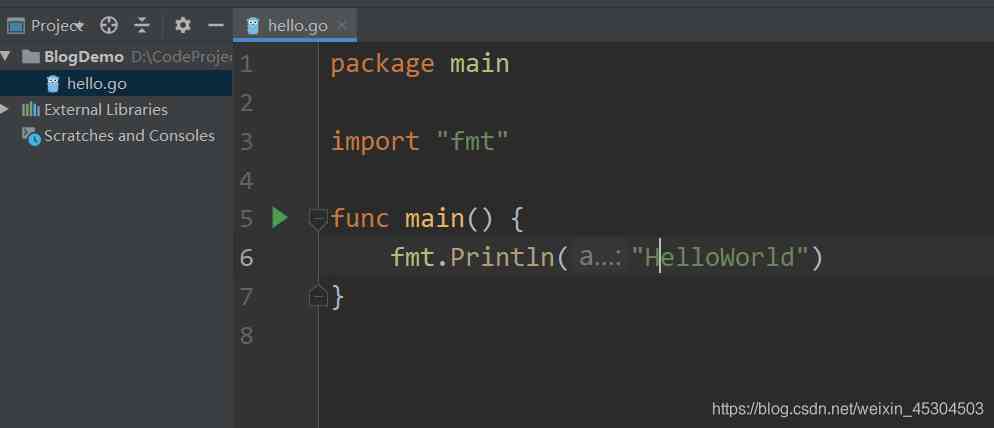 Project
hello.go
BlogDemo D:\CodeProje
hello.go
External Libraries
Scratches and Consoles
1 package main
2
3 import "fmt"
4
5 func main() {
6 fmt.Println( a...: "HelloWorld")
7 }
8
https://blog.csdn.net/weixin_45304503